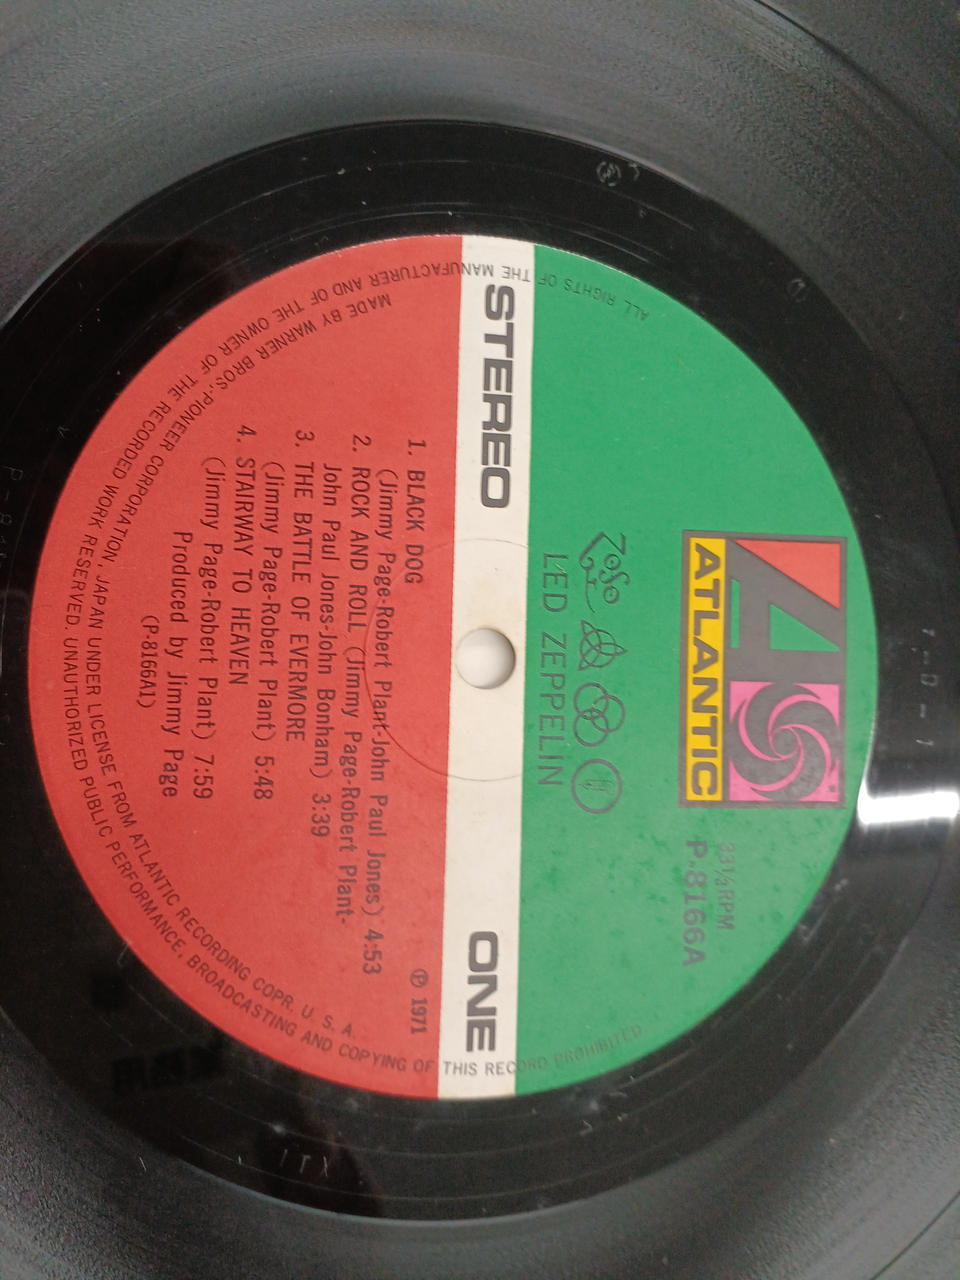 ATLANTIC
33⅓RPM
P-8166A
LED ZEPPELIN
STEREO
ONE
℗ 1971
1. BLACK DOG
(Jimmy Page-Robert Plant-John Paul Jones) 4:53
2. ROCK AND ROLL (Jimmy Page-Robert Plant-
John Paul Jones-John Bonham) 3:39
3. THE BATTLE OF EVERMORE
(Jimmy Page-Robert Plant) 5:48
4. STAIRWAY TO HEAVEN
(Jimmy Page-Robert Plant) 7:59
Produced by Jimmy Page
(P-8166A1)
MADE BY WARNER BROS.-PIONEER CORPORATION, JAPAN UNDER LICENSE FROM ATLANTIC RECORDING COPR. U. S. A.
ALL RIGHTS OF THE MANUFACTURER AND OF THE OWNER OF THE RECORDED WORK RESERVED. UNAUTHORIZED PUBLIC PERFORMANCE, BROADCASTING AND COPYING OF THIS RECORD PROHIBITED